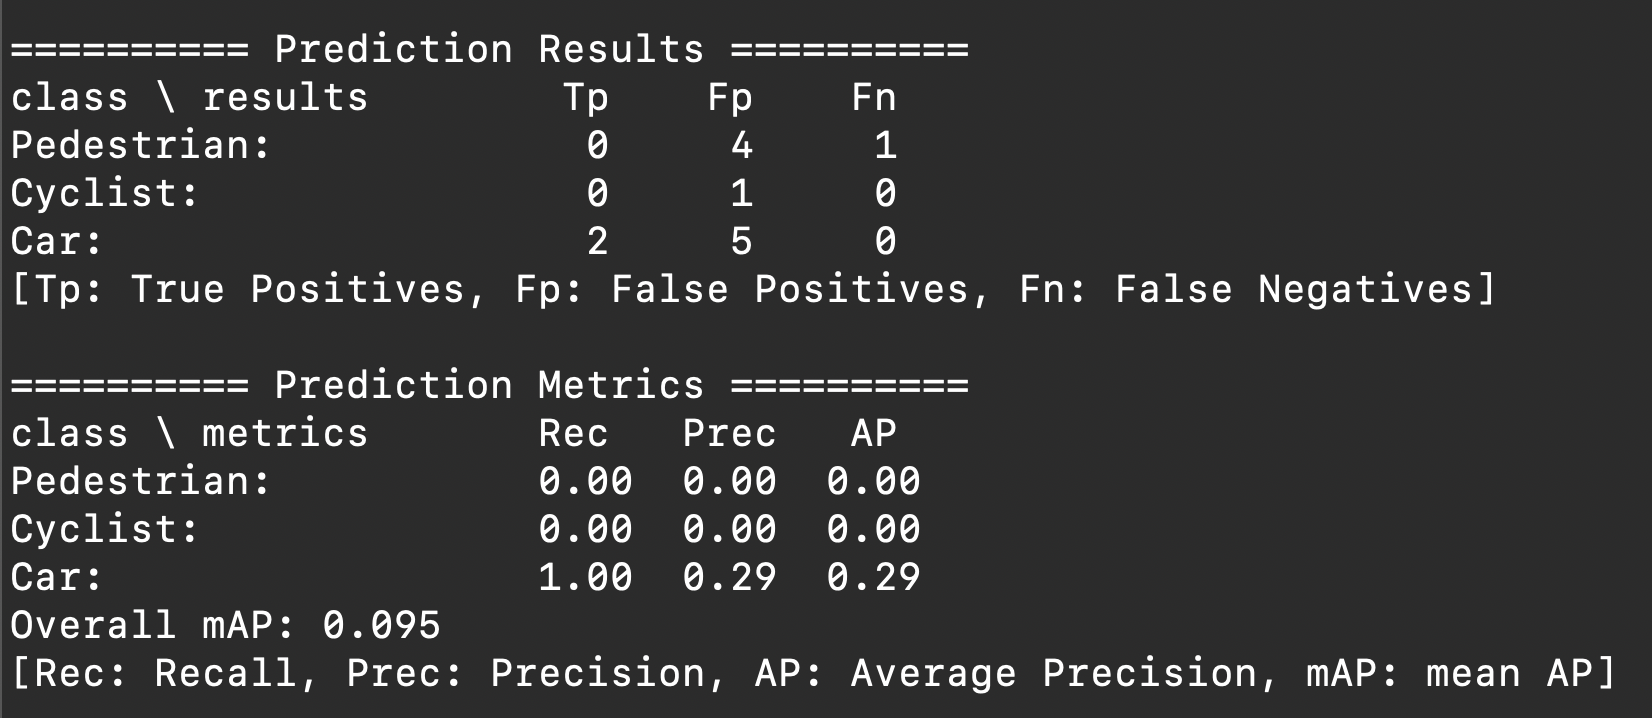 ========== Prediction Results ==========
class \ results        Tp    Fp    Fn
Pedestrian:             0     4     1
Cyclist:                0     1     0
Car:                    2     5     0
[Tp: True Positives, Fp: False Positives, Fn: False Negatives]

========== Prediction Metrics ==========
class \ metrics       Rec   Prec   AP
Pedestrian:           0.00  0.00  0.00
Cyclist:              0.00  0.00  0.00
Car:                  1.00  0.29  0.29
Overall mAP: 0.095
[Rec: Recall, Prec: Precision, AP: Average Precision, mAP: mean AP]